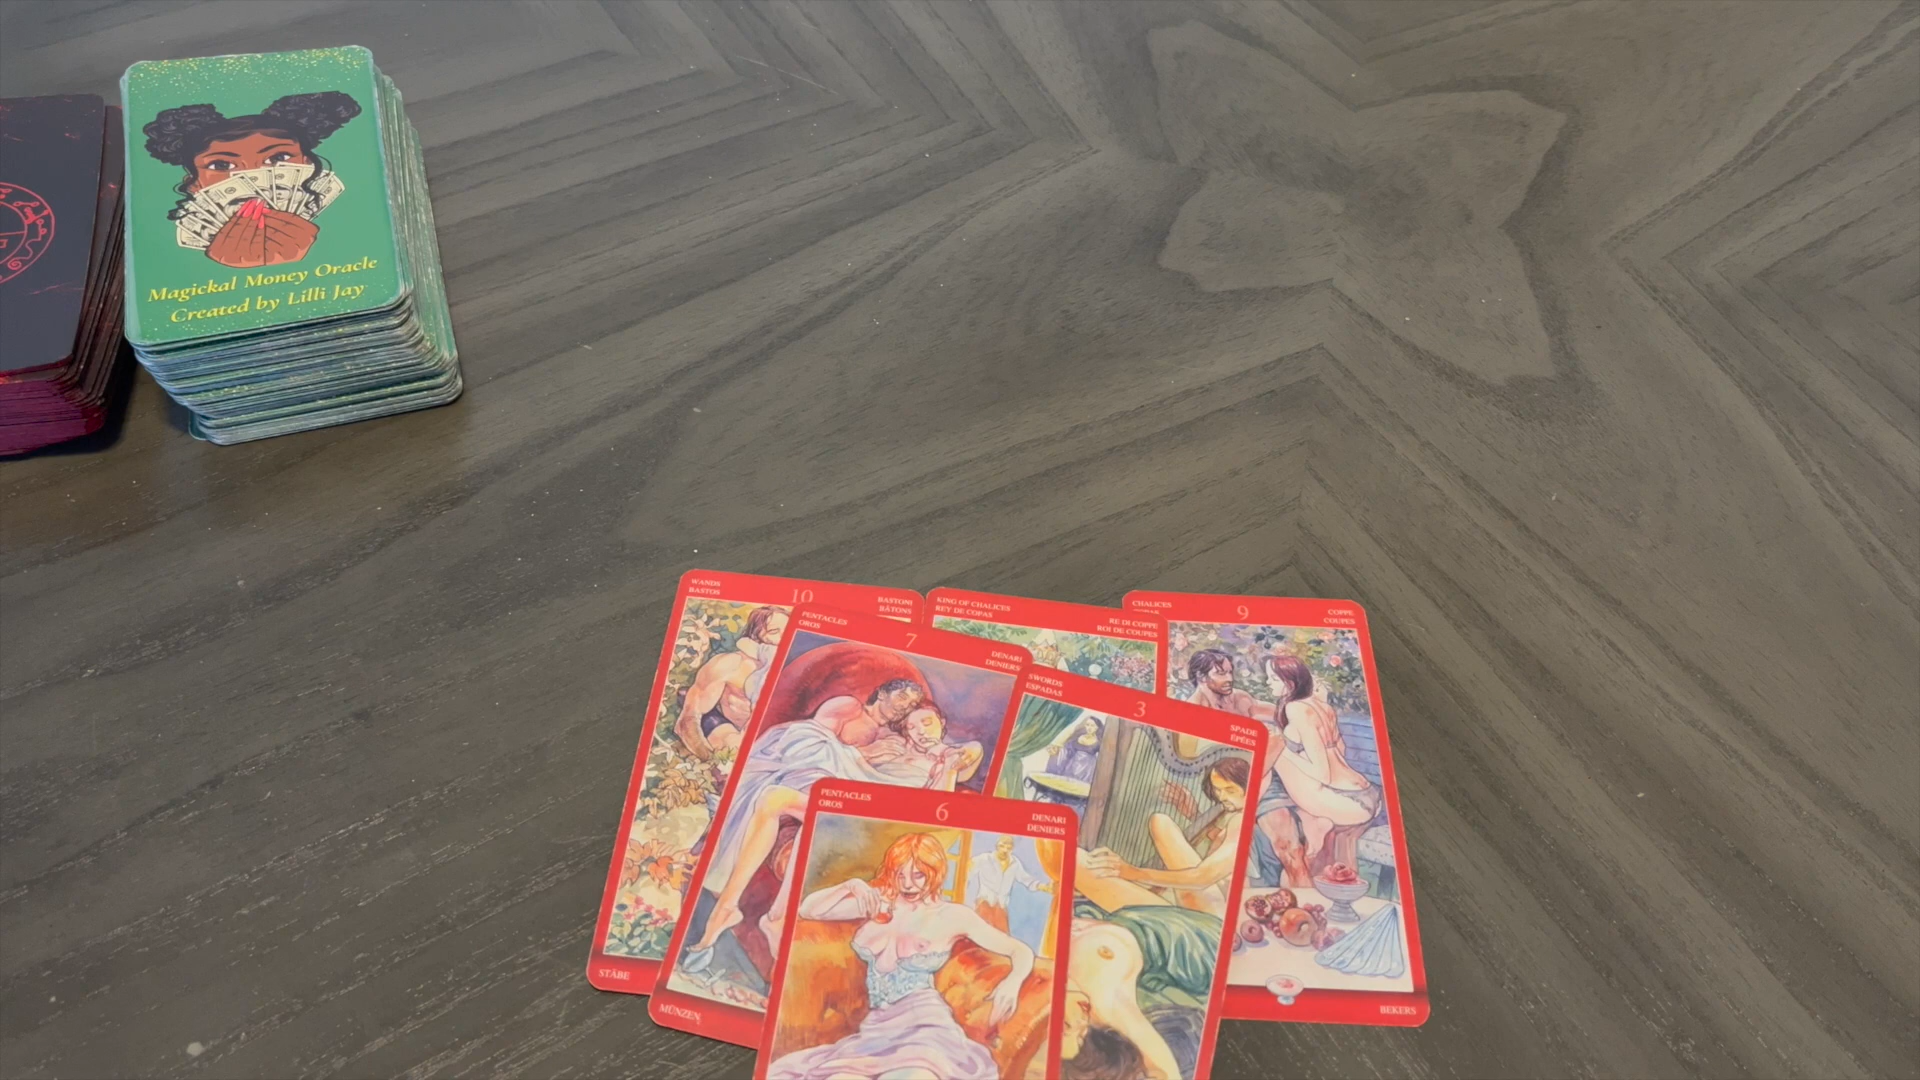 Magickal Money Oracle
Created by Lilli Jay
WANDS
BASTOS
10
BASTONI
BÂTONS
STÄBE
PENTACLES
OROS
7
DENARI
DENIERS
MÜNZEN
KING OF CHALICES
REY DE COPAS
RE DI COPPE
ROI DE COUPES
CHALICES
9
COPPE
COUPES
BEKERS
SWORDS
ESPADAS
3
SPADE
ÉPÉES
PENTACLES
OROS
6
DENARI
DENIERS